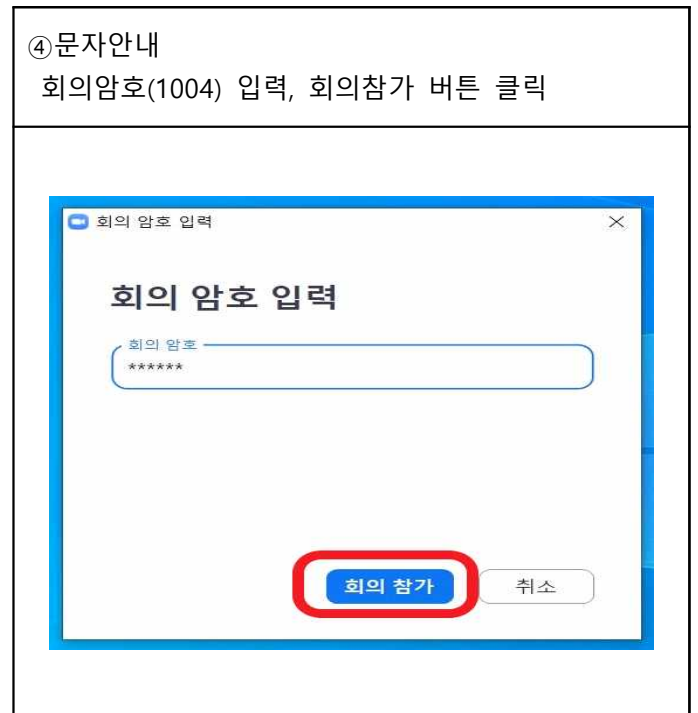 ④문자안내
회의암호(1004) 입력, 회의참가 버튼 클릭
회의 암호 입력
회의 암호 입력
회의 암호
******
회의 참가 취소